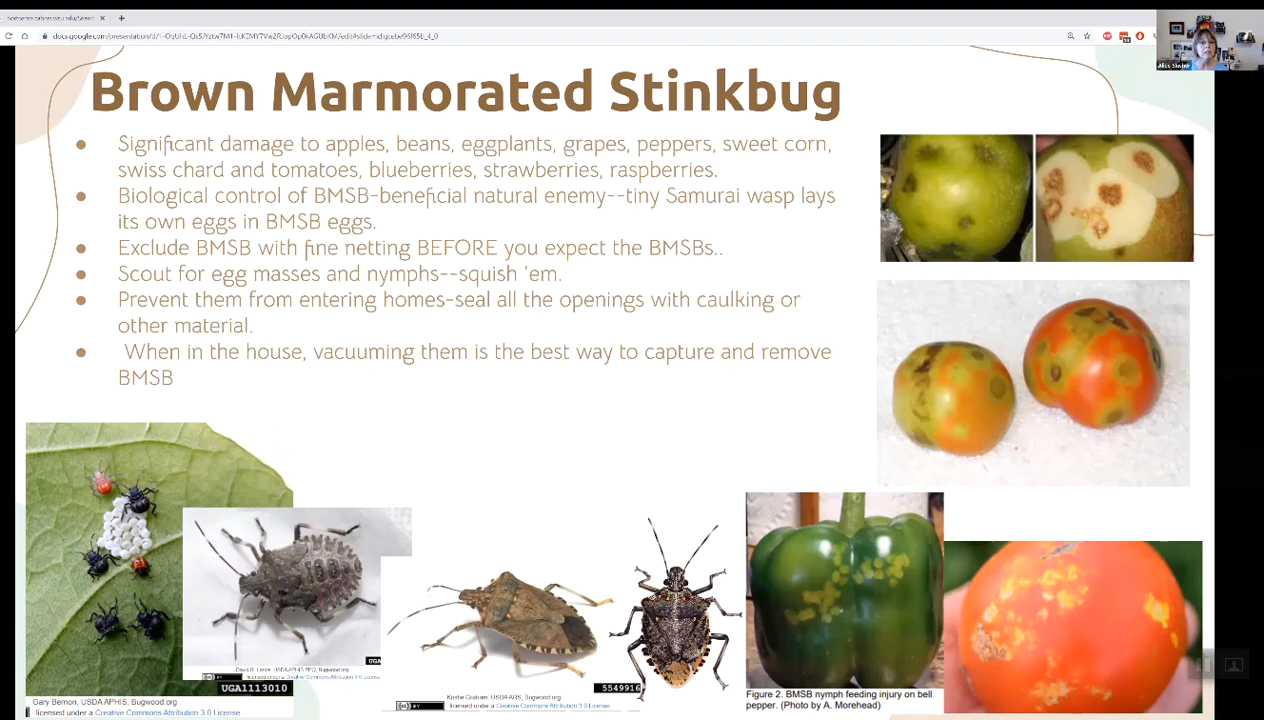 Alice Slusher
Brown Marmorated Stinkbug
● Significant damage to apples, beans, eggplants, grapes, peppers, sweet corn,
swiss chard and tomatoes, blueberries, strawberries, raspberries.
● Biological control of BMSB-beneficial natural enemy--tiny Samurai wasp lays
its own eggs in BMSB eggs.
● Exclude BMSB with fine netting BEFORE you expect the BMSBs..
● Scout for egg masses and nymphs--squish 'em.
● Prevent them from entering homes-seal all the openings with caulking or
other material.
● When in the house, vacuuming them is the best way to capture and remove
BMSB
UGA
David R. Lance, USDA APHIS PPQ, Bugwood.org
licensed under a Creative Commons Attribution 3.0 License.
UGA1113010
Gary Bernon, USDA APHIS, Bugwood.org
licensed under a Creative Commons Attribution 3.0 License
5549916
Kristie Graham, USDA ARS, Bugwood.org
licensed under a Creative Commons Attribution 3.0 License.
Figure 2. BMSB nymph feeding injury on bell
pepper. (Photo by A. Morehead)